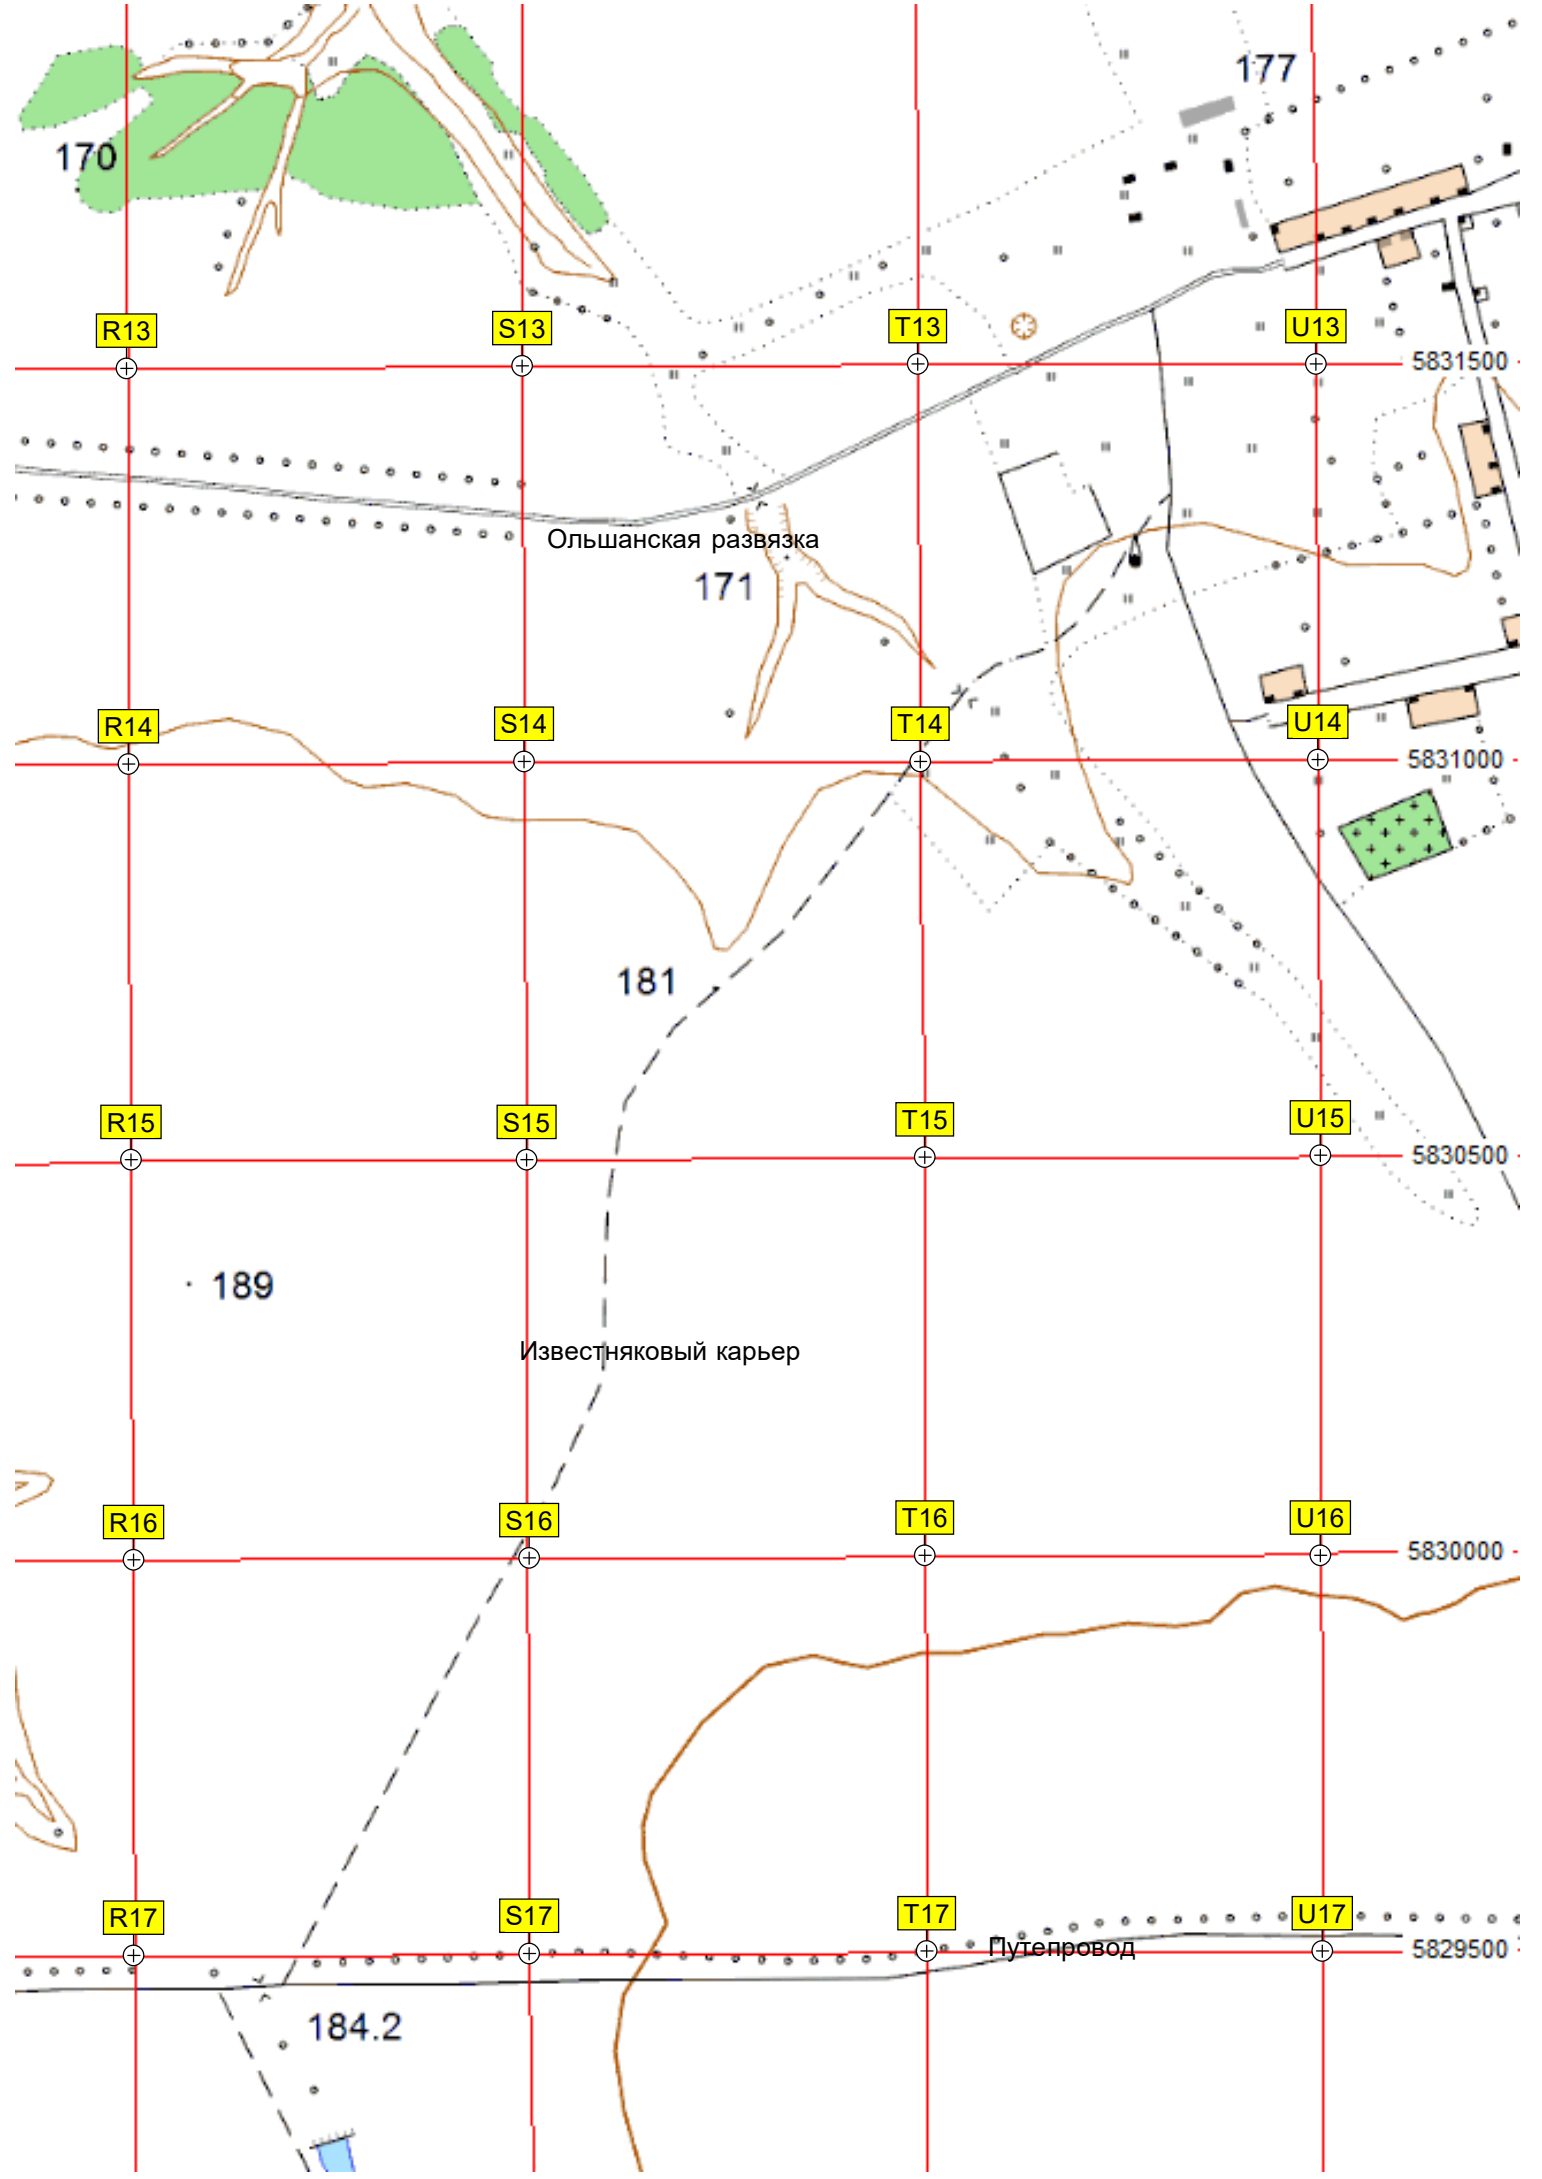 177
170
R13
S13
T13
U13
5831500
Ольшанская развязка
171
R14
S14
T14
U14
5831000
181
R15
S15
T15
U15
5830500
189
Известняковый карьер
R16
S16
T16
U16
5830000
R17
S17
T17
U17
Путепровод
5829500
184.2